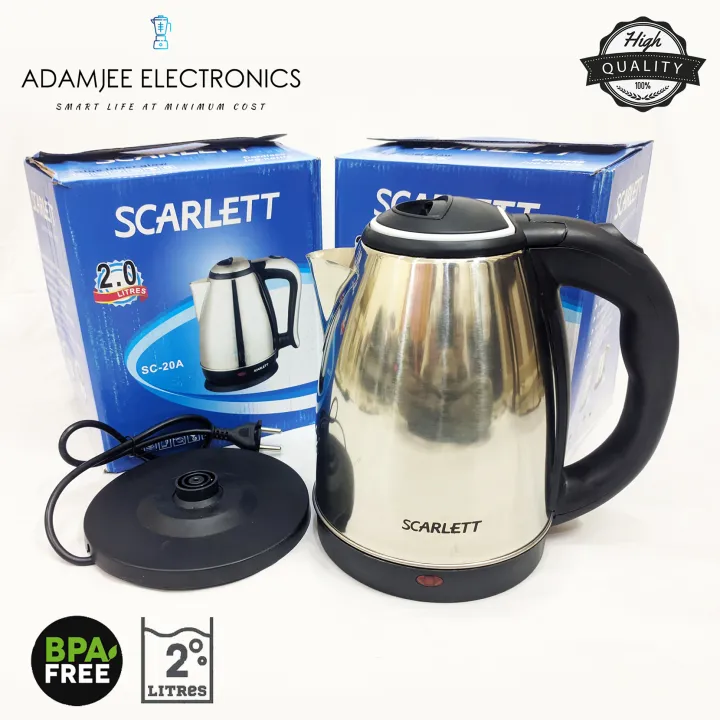 ADAMJEE ELECTRONICS
SMART LIFE AT MINIMUM COST
High
QUALITY
100%
SCARLETT
SCARLETT
2.0
LITRES
SC-20A
SCARLETT
SCARLETT
BPA
FREE
2
LITRES